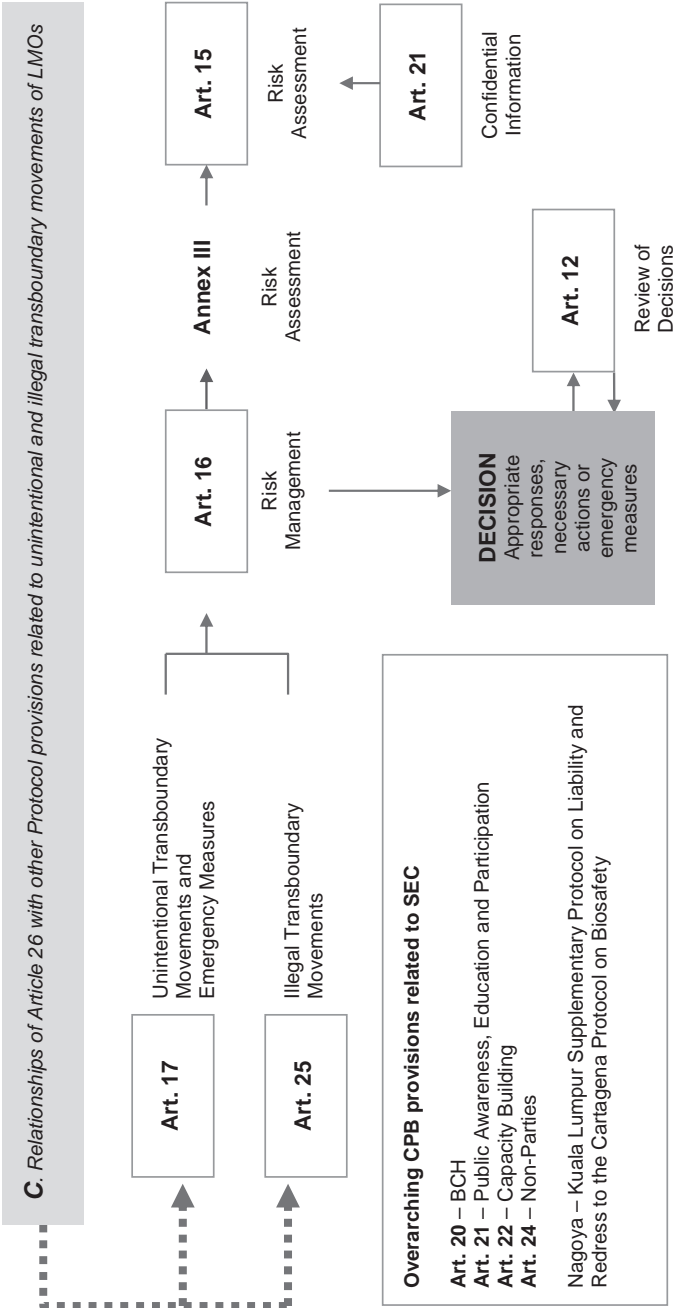 C. Relationships of Article 26 with other Protocol provisions related to unintentional and illegal transboundary movements of LMOs
Art. 17
Unintentional Transboundary
Movements and
Emergency Measures
Art. 25
Illegal Transboundary
Movements
Art. 16
Risk
Management
Annex III
Risk
Assessment
Art. 15
Risk
Assessment
Art. 21
Confidential
Information
DECISION
Appropriate
responses,
necessary
actions or
emergency
measures
Art. 12
Review of
Decisions
Overarching CPB provisions related to SEC
Art. 20 – BCH
Art. 21 – Public Awareness, Education and Participation
Art. 22 – Capacity Building
Art. 24 – Non-Parties
Nagoya – Kuala Lumpur Supplementary Protocol on Liability and
Redress to the Cartagena Protocol on Biosafety